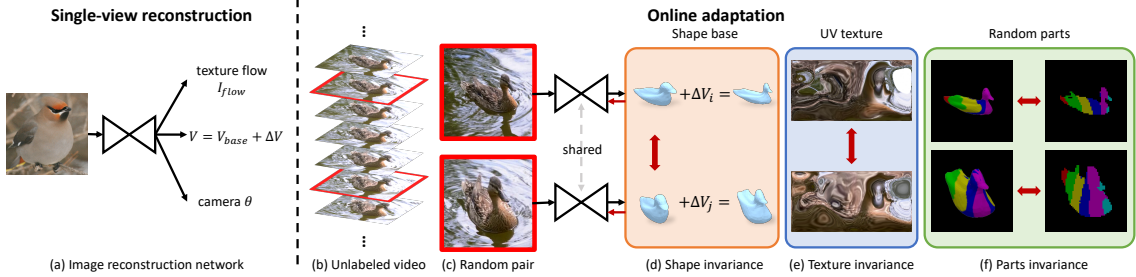 Single-view reconstruction
texture flow
I_flow
V = V_base + ΔV
camera θ
(a) Image reconstruction network
Online adaptation
(b) Unlabeled video
(c) Random pair
shared
Shape base
+ΔV_i =
+ΔV_j =
(d) Shape invariance
UV texture
(e) Texture invariance
Random parts
(f) Parts invariance